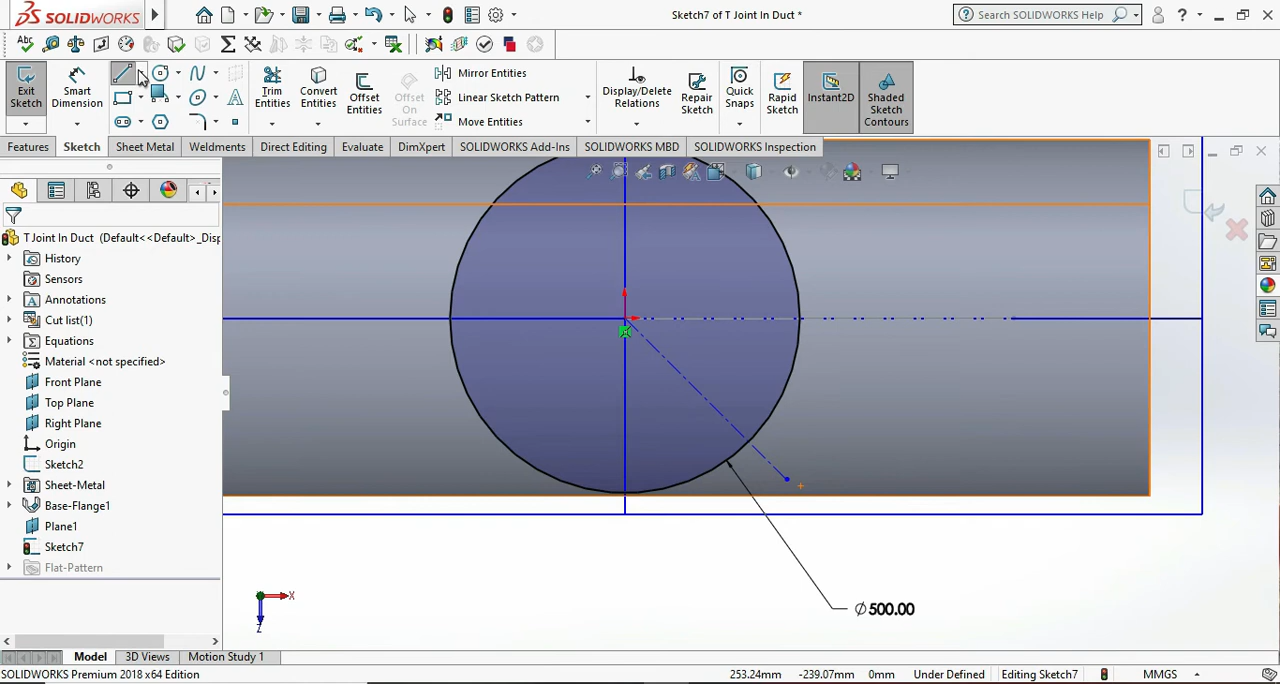 SOLIDWORKS
Sketch7 of T Joint In Duct *
Search SOLIDWORKS Help
?
Abc
Exit Sketch
Smart Dimension
Trim Entities
Convert Entities
Offset Entities
Offset On Surface
Mirror Entities
Linear Sketch Pattern
Move Entities
Display/Delete Relations
Repair Sketch
Quick Snaps
Rapid Sketch
Instant2D
Shaded Sketch Contours
Features
Sketch
Sheet Metal
Weldments
Direct Editing
Evaluate
DimXpert
SOLIDWORKS Add-Ins
SOLIDWORKS MBD
SOLIDWORKS Inspection
T Joint In Duct (Default<<Default>_Disp
History
Sensors
Annotations
Cut list(1)
Equations
Material <not specified>
Front Plane
Top Plane
Right Plane
Origin
Sketch2
Sheet-Metal
Base-Flange1
Plane1
Sketch7
Flat-Pattern
∅500.00
X
Z
Model
3D Views
Motion Study 1
SOLIDWORKS Premium 2018 x64 Edition
253.24mm
-239.07mm
0mm
Under Defined
Editing Sketch7
MMGS